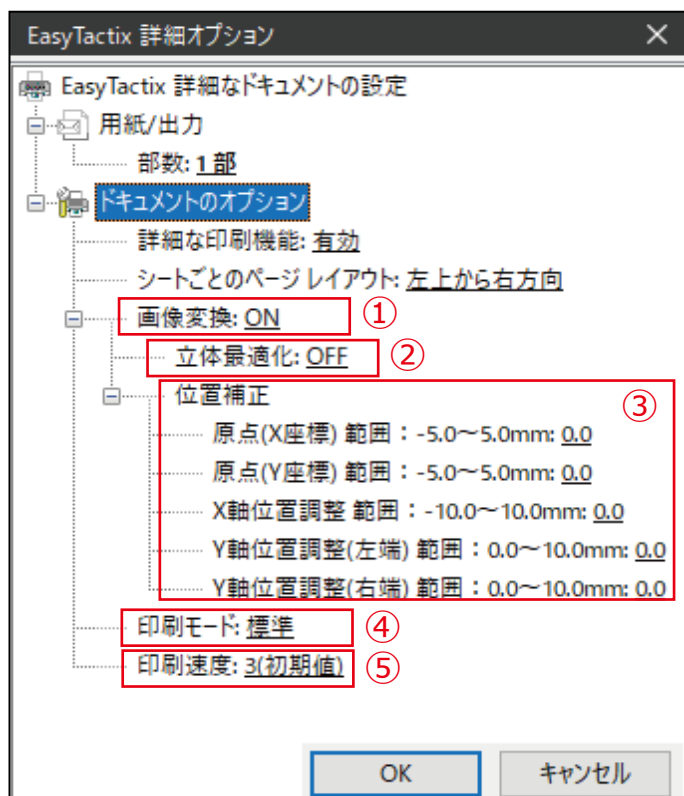 EasyTactix 詳細オプション ×
EasyTactix 詳細なドキュメントの設定
用紙/出力
部数: 1 部
ドキュメントのオプション
詳細な印刷機能: 有効
シートごとのページ レイアウト: 左上から右方向
画像変換: ON ①
立体最適化: OFF ②
位置補正 ③
原点(X座標) 範囲：-5.0～5.0mm: 0.0
原点(Y座標) 範囲：-5.0～5.0mm: 0.0
X軸位置調整 範囲：-10.0～10.0mm: 0.0
Y軸位置調整(左端) 範囲：0.0～10.0mm: 0.0
Y軸位置調整(右端) 範囲：0.0～10.0mm: 0.0
印刷モード: 標準 ④
印刷速度: 3(初期値) ⑤
OK キャンセル